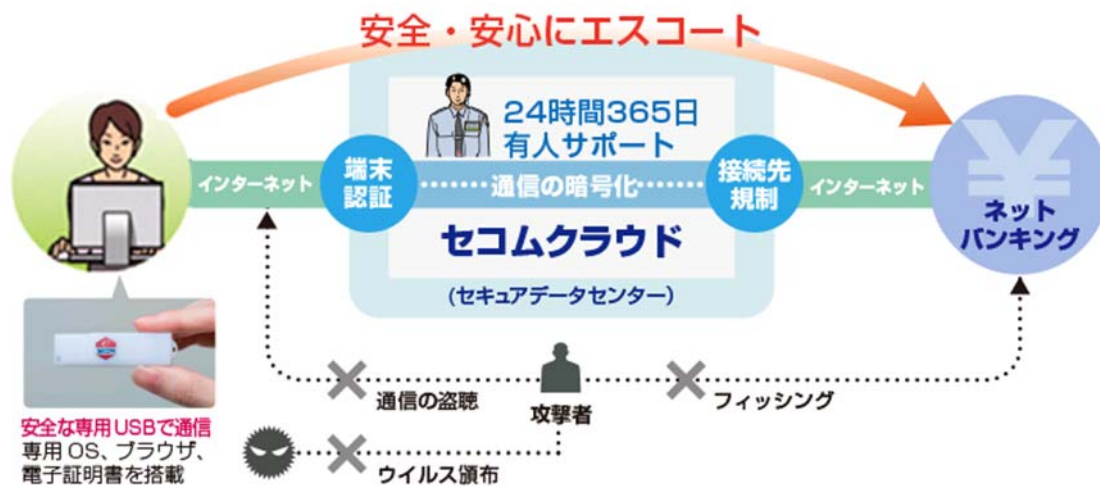 安全・安心にエスコート
24時間365日
有人サポート
インターネット
端末
認証
通信の暗号化
接続先
規制
インターネット
¥
ネット
バンキング
セコムクラウド
(セキュアデータセンター)
安全な専用USBで通信
専用OS、ブラウザ、
電子証明書を搭載
通信の盗聴
攻撃者
フィッシング
ウイルス頒布